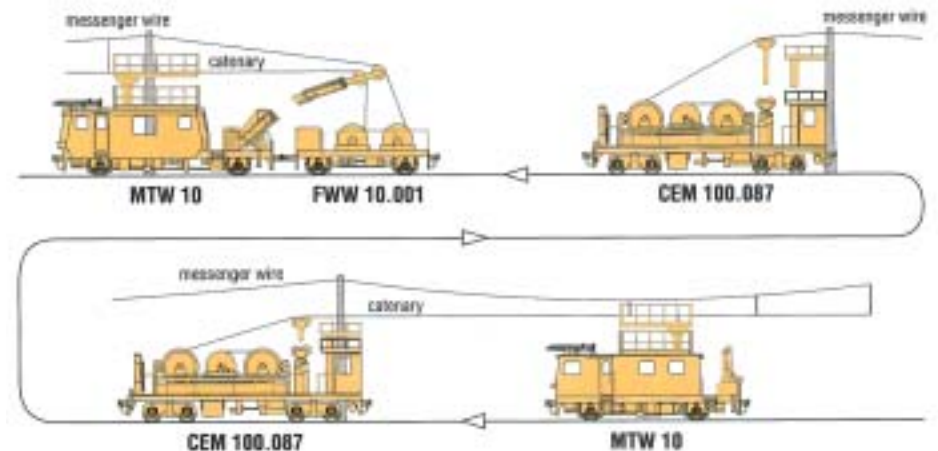 messenger wire
messenger wire
catenary
MTW 10
FWW 10.001
CEM 100.087
messenger wire
catenary
CEM 100.087
MTW 10